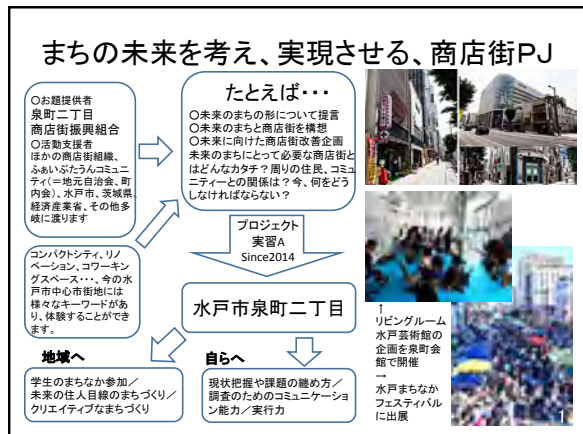 まちの未来を考え、実現させる、商店街PJ
○お題提供者
泉町二丁目
商店街振興組合
○活動支援者
ほかの商店街組織、
ふぁいぶたうんコミュニ
ティ(=地元自治会、町
内会)、水戸市、茨城県、
経済産業省、その他多
岐に渡ります
たとえば・・・
○未来のまちの形について提言
○未来のまちと商店街を構想
○未来に向けた商店街改善企画
未来のまちにとって必要な商店街と
はどんなカタチ？周りの住民、コミュ
ニティーとの関係は？今、何をどう
しなければならない？
コンパクトシティ、リノ
ベーション、コワーキン
グスペース・・・、今の水
戸市中心市街地には
様々なキーワードがあ
り、体験することができ
ます。
プロジェクト
実習A
Since2014
水戸市泉町二丁目
地域へ
学生のまちなか参加／
未来の住人目線のまちづくり／
クリエイティブなまちづくり
自らへ
現状把握や課題の纏め方／
調査のためのコミュニケーショ
ン能力／実行力
↑
リビングルーム
水戸芸術館の
企画を泉町会
館で開催
→
水戸まちなか
フェスティバル
に出展
1